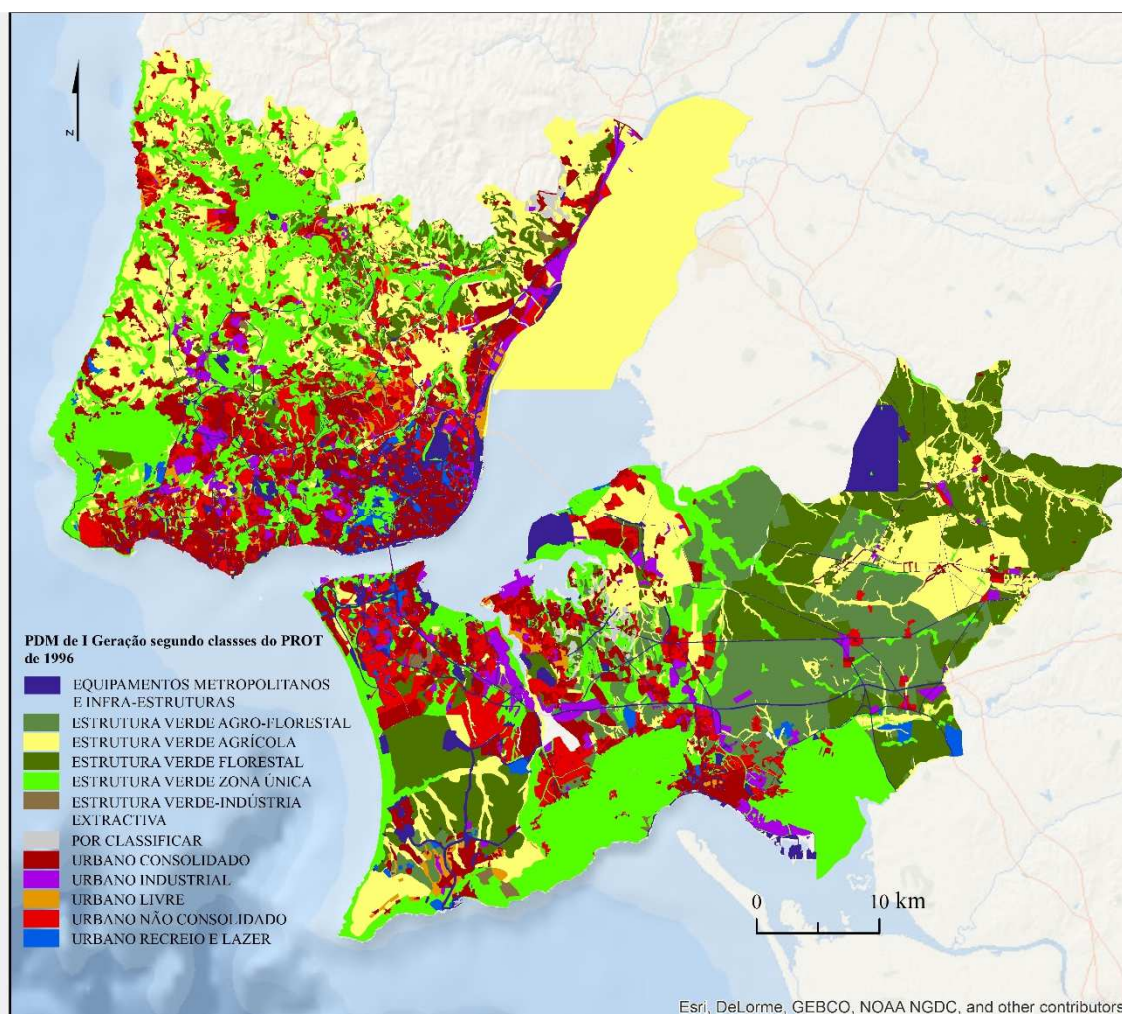 N
PDM de I Geração segundo classses do PROT
de 1996
EQUIPAMENTOS METROPOLITANOS
E INFRA-ESTRUTURAS
ESTRUTURA VERDE AGRO-FLORESTAL
ESTRUTURA VERDE AGRÍCOLA
ESTRUTURA VERDE FLORESTAL
ESTRUTURA VERDE ZONA ÚNICA
ESTRUTURA VERDE-INDÚSTRIA
EXTRACTIVA
POR CLASSIFICAR
URBANO CONSOLIDADO
URBANO INDUSTRIAL
URBANO LIVRE
URBANO NÃO CONSOLIDADO
URBANO RECREIO E LAZER
0 10 km
Esri, DeLorme, GEBCO, NOAA NGDC, and other contributors